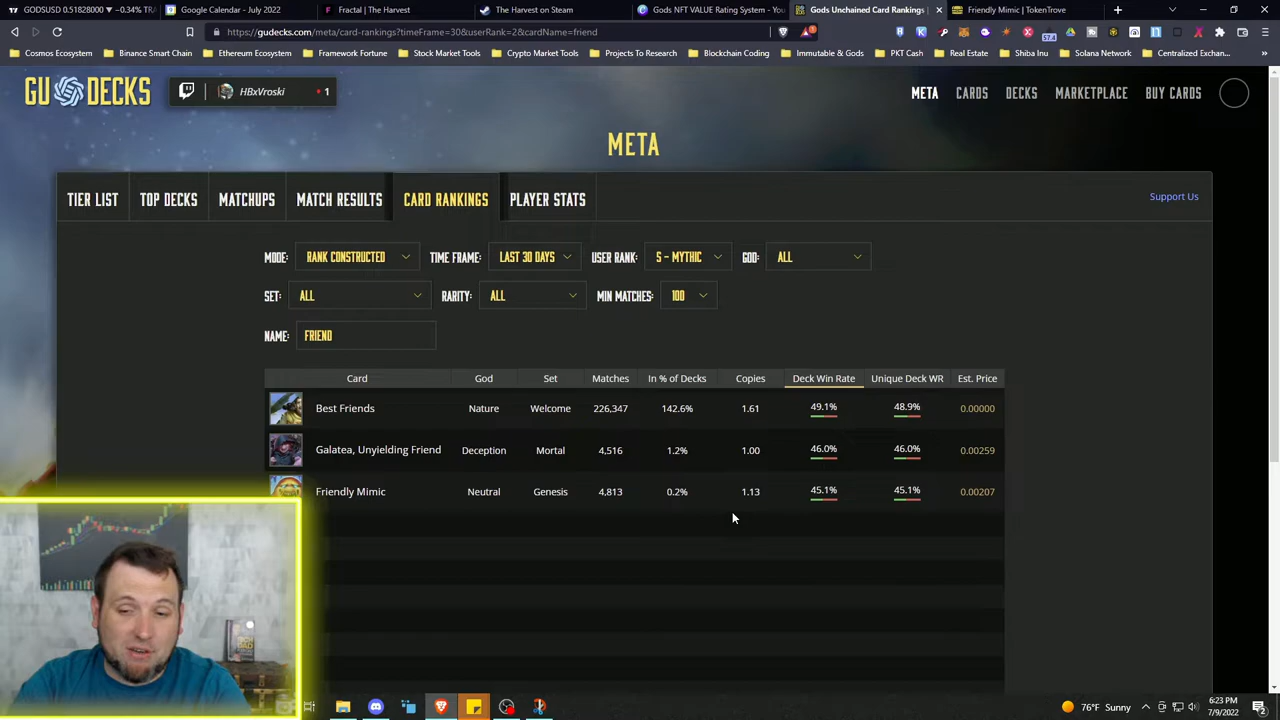 GODSUSD 0.51828000 −0.34% TRA
Google Calendar - July 2022
Fractal | The Harvest
The Harvest on Steam
Gods NFT VALUE Rating System - You
Gods Unchained Card Rankings |
Friendly Mimic | TokenTrove
https://gudecks.com/meta/card-rankings?timeFrame=30&userRank=2&cardName=friend
57.4
Cosmos Ecosystem
Binance Smart Chain
Ethereum Ecosystem
Framework Fortune
Stock Market Tools
Crypto Market Tools
Projects To Research
Blockchain Coding
Immutable & Gods
PKT Cash
Real Estate
Shiba Inu
Solana Network
Centralized Exchan...
GU DECKS
HBxVroski
1
META
CARDS
DECKS
MARKETPLACE
BUY CARDS
META
TIER LIST
TOP DECKS
MATCHUPS
MATCH RESULTS
CARD RANKINGS
PLAYER STATS
Support Us
MODE: RANK CONSTRUCTED TIME FRAME: LAST 30 DAYS USER RANK: S - MYTHIC GOD: ALL
SET: ALL RARITY: ALL MIN MATCHES: 100
NAME: FRIEND
Card God Set Matches In % of Decks Copies Deck Win Rate Unique Deck WR Est. Price
Best Friends Nature Welcome 226,347 142.6% 1.61 49.1% 48.9% 0.00000
Galatea, Unyielding Friend Deception Mortal 4,516 1.2% 1.00 46.0% 46.0% 0.00259
Friendly Mimic Neutral Genesis 4,813 0.2% 1.13 45.1% 45.1% 0.00207
76°F Sunny
6:23 PM
7/9/2022
2